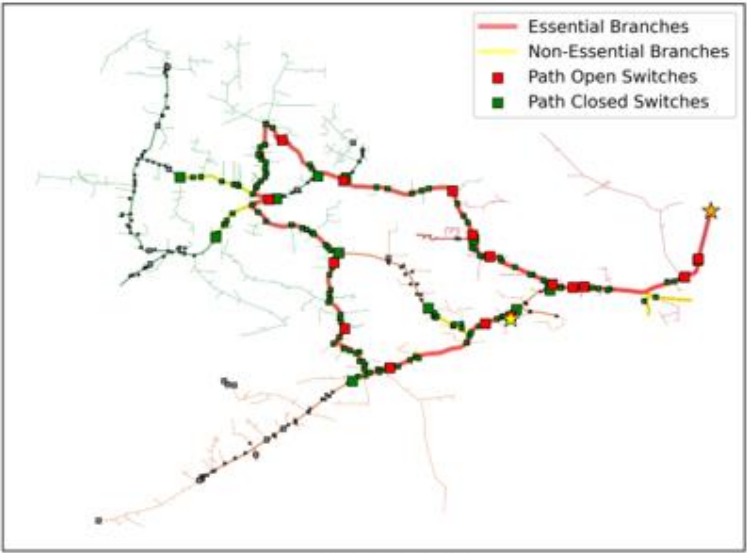 Essential Branches
Non-Essential Branches
Path Open Switches
Path Closed Switches